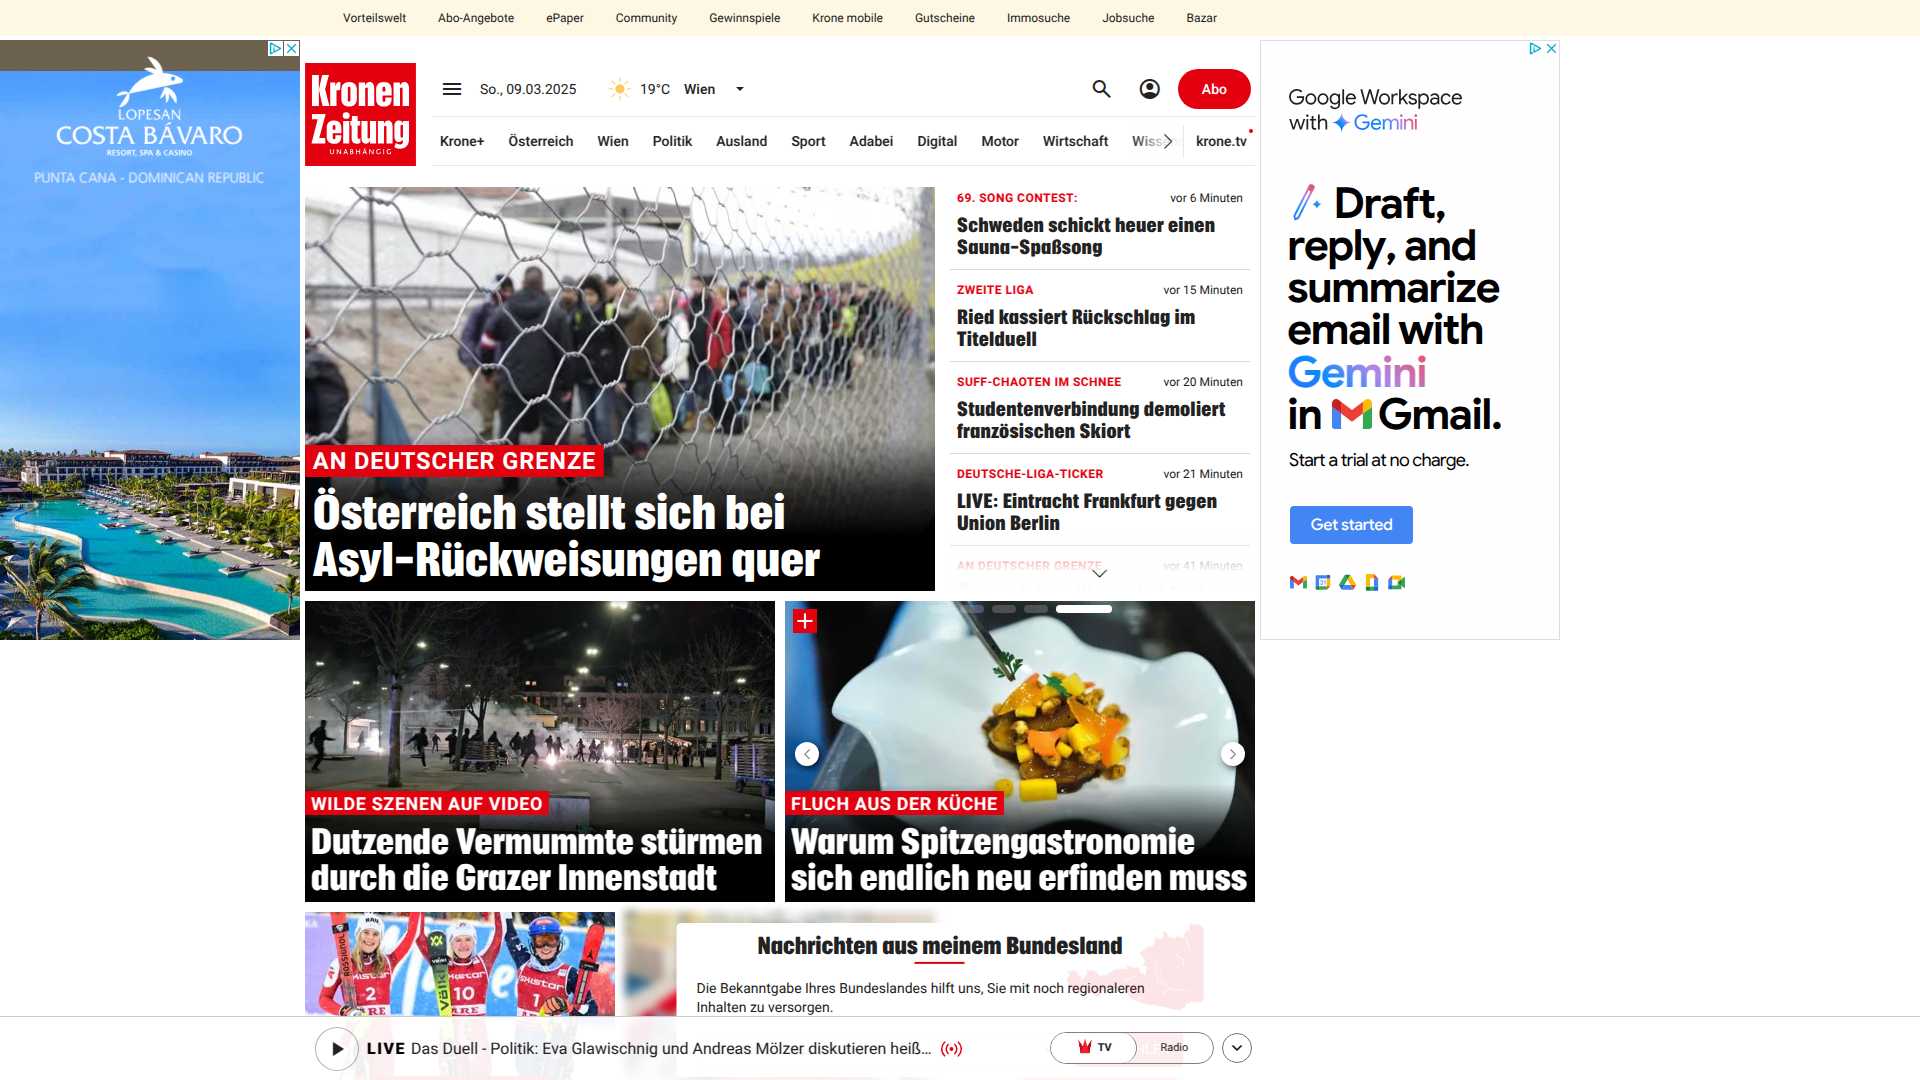 Vorteilswelt Abo-Angebote ePaper Community Gewinnspiele Krone mobile Gutscheine Immosuche Jobsuche Bazar
LOPESAN
COSTA BÁVARO
RESORT, SPA & CASINO
PUNTA CANA - DOMINICAN REPUBLIC
Kronen
Zeitung
UNABHÄNGIG
So., 09.03.2025 19°C Wien Abo
Krone+ Österreich Wien Politik Ausland Sport Adabei Digital Motor Wirtschaft krone.tv
AN DEUTSCHER GRENZE
Österreich stellt sich bei
Asyl-Rückweisungen quer
69. SONG CONTEST: vor 6 Minuten
Schweden schickt heuer einen
Sauna-Spaßsong
ZWEITE LIGA vor 15 Minuten
Ried kassiert Rückschlag im
Titelduell
SUFF-CHAOTEN IM SCHNEE vor 20 Minuten
Studentenverbindung demoliert
französischen Skiort
DEUTSCHE-LIGA-TICKER vor 21 Minuten
LIVE: Eintracht Frankfurt gegen
Union Berlin
AN DEUTSCHER GRENZE vor 41 Minuten
Google Workspace
with Gemini
Draft,
reply, and
summarize
email with
Gemini
in Gmail.
Start a trial at no charge.
Get started
WILDE SZENEN AUF VIDEO
Dutzende Vermummte stürmen
durch die Grazer Innenstadt
FLUCH AUS DER KÜCHE
Warum Spitzengastronomie
sich endlich neu erfinden muss
Nachrichten aus meinem Bundesland
Die Bekanntgabe Ihres Bundeslandes hilft uns, Sie mit noch regionaleren
Inhalten zu versorgen.
LIVE Das Duell - Politik: Eva Glawischnig und Andreas Mölzer diskutieren heiß...
TV Radio